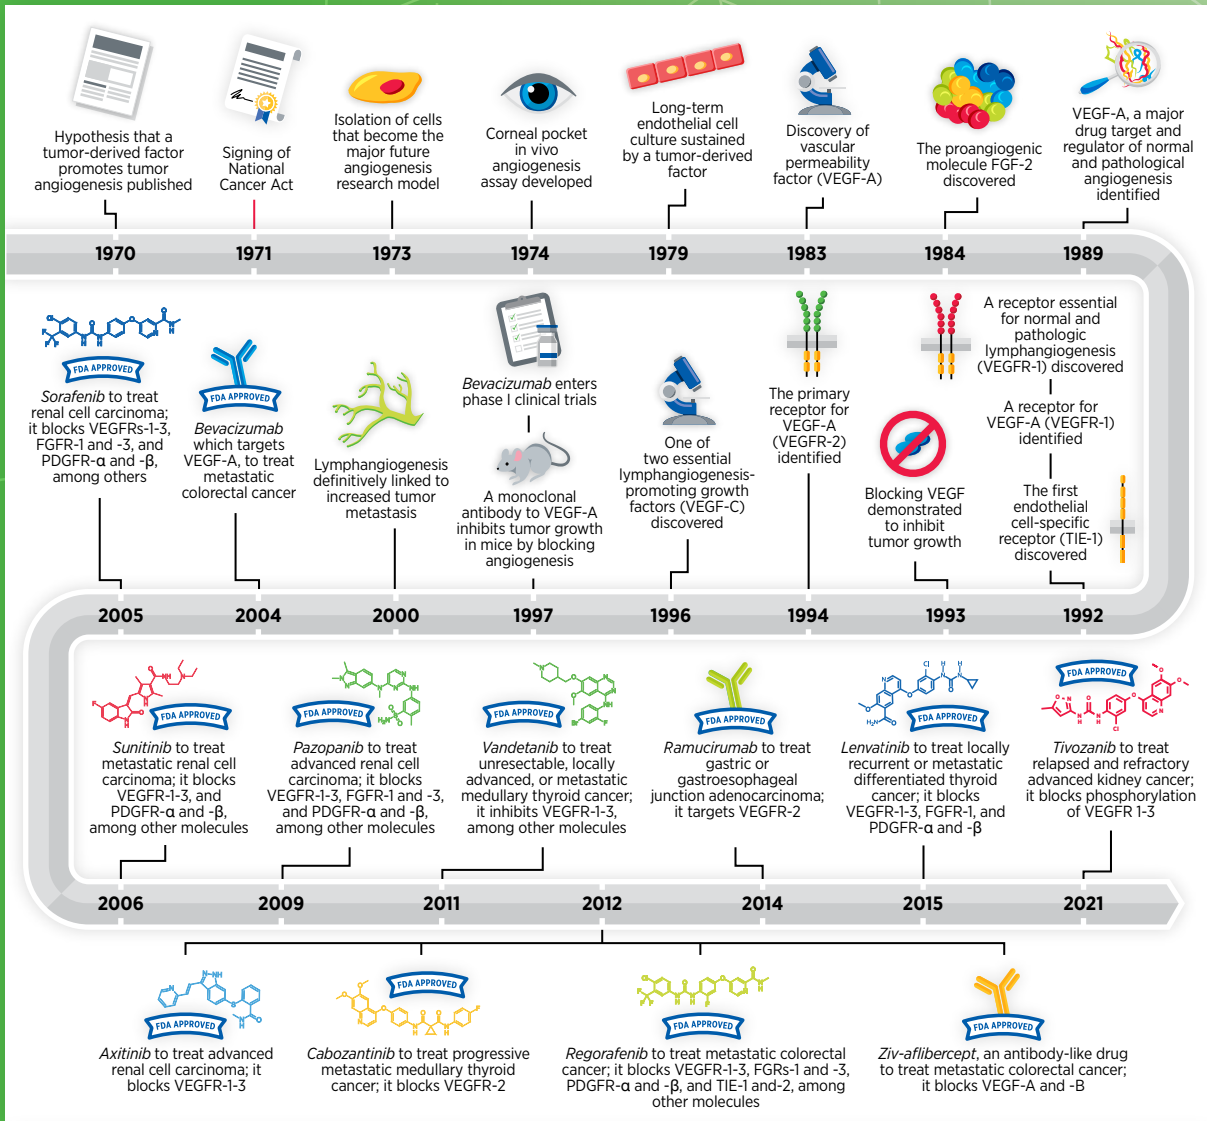 Hypothesis that a
tumor-derived factor
promotes tumor
angiogenesis published
Signing of
National
Cancer Act
Isolation of cells
that become the
major future
angiogenesis
research model
Corneal pocket
in vivo
angiogenesis
assay developed
Long-term
endothelial cell
culture sustained
by a tumor-derived
factor
Discovery of
vascular
permeability
factor (VEGF-A)
The proangiogenic
molecule FGF-2
discovered
VEGF-A, a major
drug target and
regulator of normal
and pathological
angiogenesis
identified
1970
1971
1973
1974
1979
1983
1984
1989
FDA APPROVED
Sorafenib to treat
renal cell carcinoma;
it blocks VEGFRs-1-3,
FGFR-1 and -3, and
PDGFR-α and -β,
among others
FDA APPROVED
Bevacizumab
which targets
VEGF-A, to treat
metastatic
colorectal cancer
Lymphangiogenesis
definitively linked to
increased tumor
metastasis
Bevacizumab enters
phase I clinical trials
A monoclonal
antibody to VEGF-A
inhibits tumor growth
in mice by blocking
angiogenesis
One of
two essential
lymphangiogenesis-
promoting growth
factors (VEGF-C)
discovered
The primary
receptor for
VEGF-A
(VEGFR-2)
identified
Blocking VEGF
demonstrated
to inhibit
tumor growth
A receptor essential
for normal and
pathologic
lymphangiogenesis
(VEGFR-1) discovered
A receptor for
VEGF-A (VEGFR-1)
identified
The first
endothelial
cell-specific
receptor (TIE-1)
discovered
2005
2004
2000
1997
1996
1994
1993
1992
FDA APPROVED
Sunitinib to treat
metastatic renal cell
carcinoma; it blocks
VEGFR-1-3, and
PDGFR-α and -β,
among other molecules
FDA APPROVED
Pazopanib to treat
advanced renal cell
carcinoma; it blocks
VEGFR-1-3, FGFR-1 and -3,
and PDGFR-α and -β,
among other molecules
FDA APPROVED
Vandetanib to treat
unresectable, locally
advanced, or metastatic
medullary thyroid cancer;
it inhibits VEGFR-1-3,
among other molecules
FDA APPROVED
Ramucirumab to treat
gastric or
gastroesophageal
junction adenocarcinoma;
it targets VEGFR-2
FDA APPROVED
Lenvatinib to treat locally
recurrent or metastatic
differentiated thyroid
cancer; it blocks
VEGFR-1-3, FGFR-1, and
PDGFR-α and -β
FDA APPROVED
Tivozanib to treat
relapsed and refractory
advanced kidney cancer;
it blocks phosphorylation
of VEGFR 1-3
2006
2009
2011
2012
2014
2015
2021
FDA APPROVED
Axitinib to treat advanced
renal cell carcinoma; it
blocks VEGFR-1-3
FDA APPROVED
Cabozantinib to treat progressive
metastatic medullary thyroid
cancer; it blocks VEGFR-2
FDA APPROVED
Regorafenib to treat metastatic colorectal
cancer; it blocks VEGFR-1-3, FGRs-1 and -3,
PDGFR-α and -β, and TIE-1 and-2, among
other molecules
FDA APPROVED
Ziv-aflibercept, an antibody-like drug
to treat metastatic colorectal cancer;
it blocks VEGF-A and -B